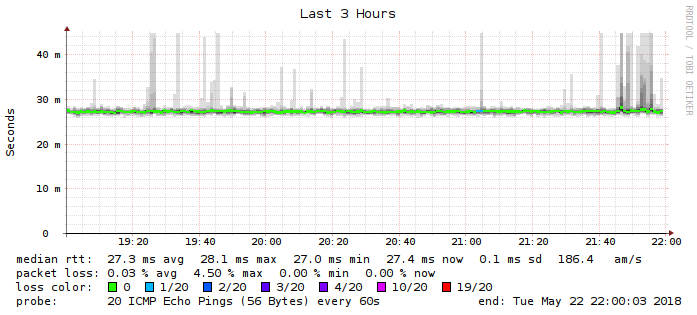 Last 3 Hours
RRDTOOL / TOBI OETIKER
Seconds
40 m
30 m
20 m
10 m
0
19:20 19:40 20:00 20:20 20:40 21:00 21:20 21:40 22:00
median rtt: 27.3 ms avg 28.1 ms max 27.0 ms min 27.4 ms now 0.1 ms sd 186.4 am/s
packet loss: 0.03 % avg 4.50 % max 0.00 % min 0.00 % now
loss color: 0 1/20 2/20 3/20 4/20 10/20 19/20
probe: 20 ICMP Echo Pings (56 Bytes) every 60s end: Tue May 22 22:00:03 2018